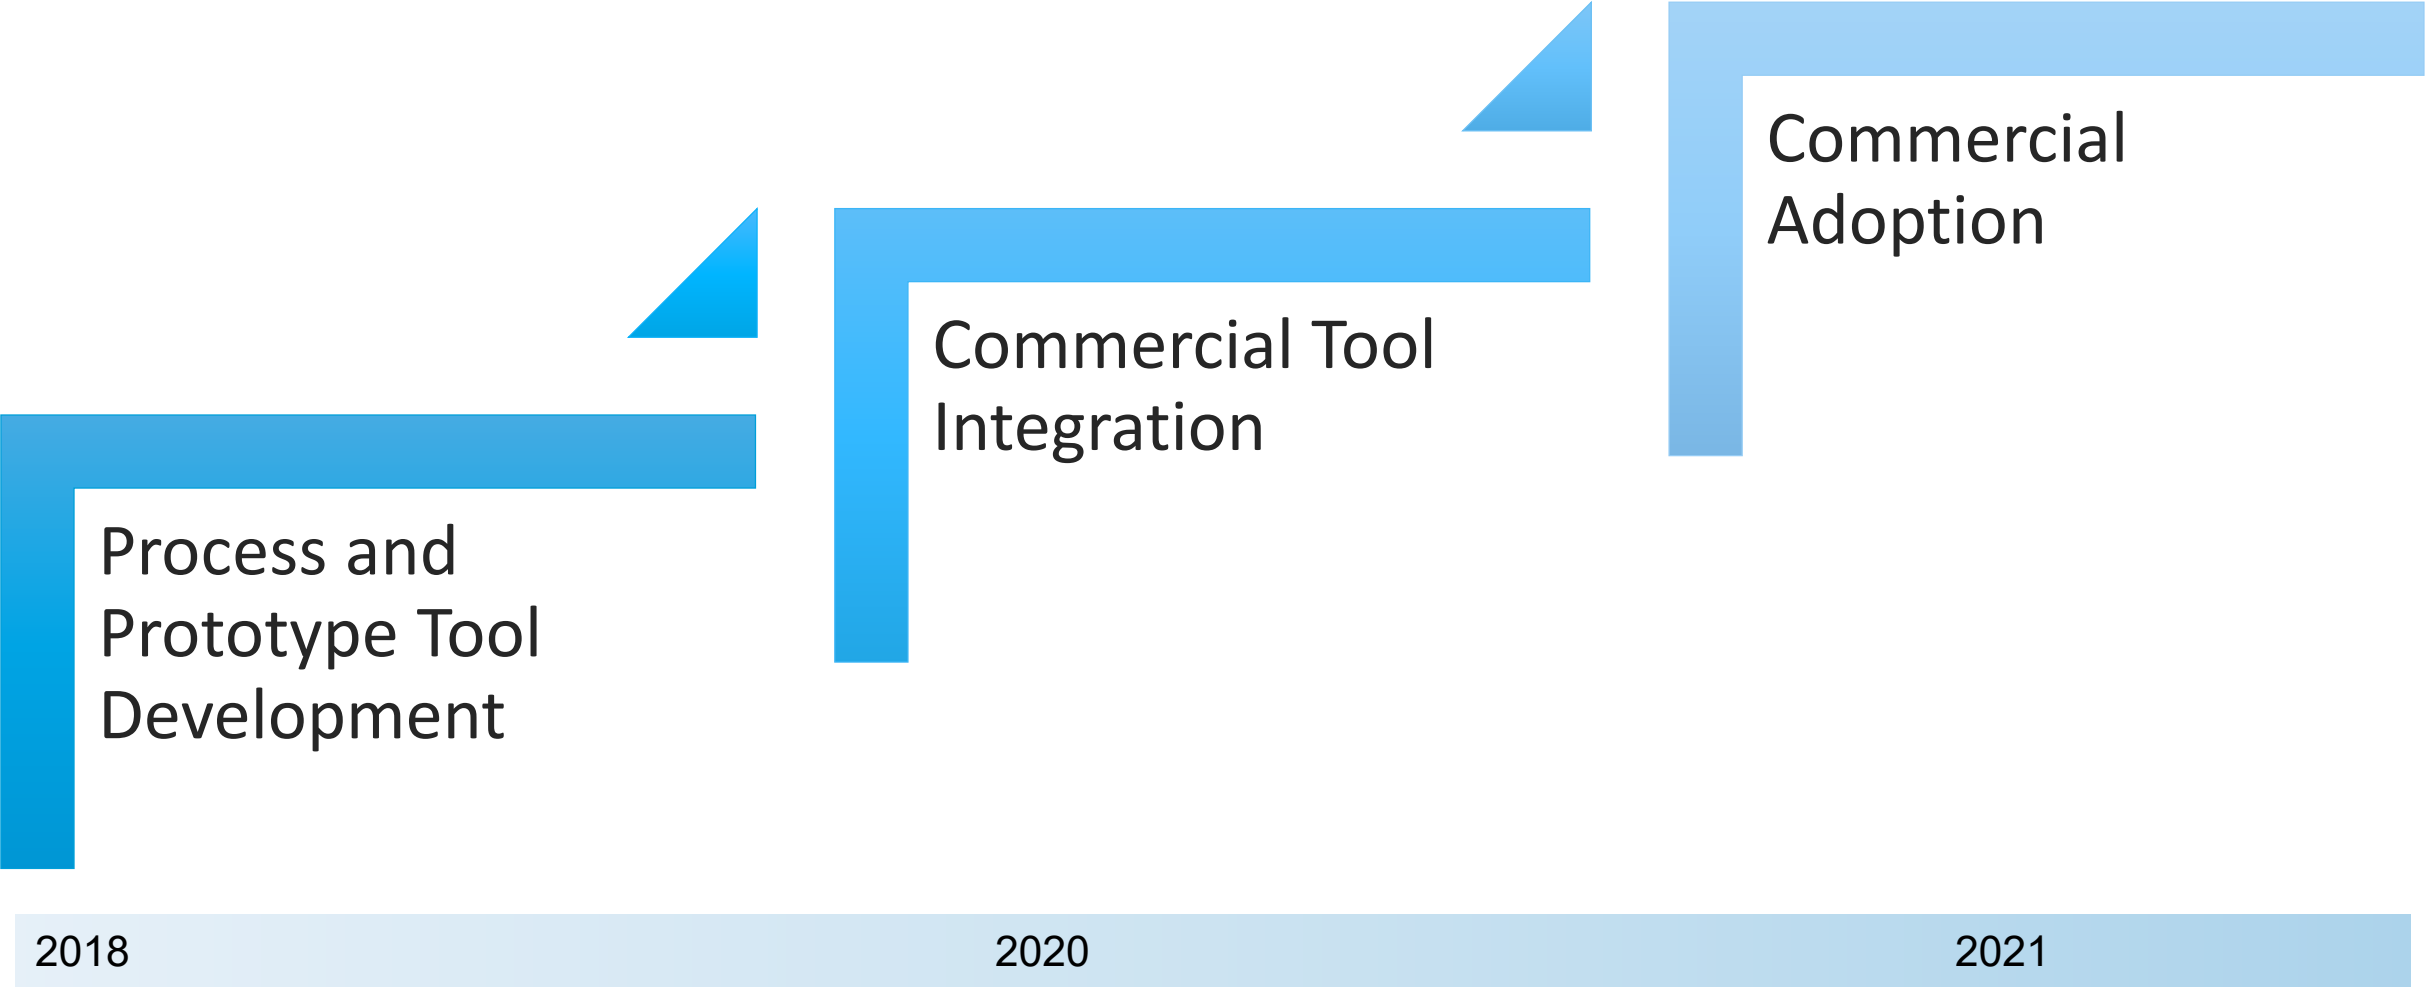 Process and
Prototype Tool
Development
Commercial Tool
Integration
Commercial
Adoption
2018
2020
2021